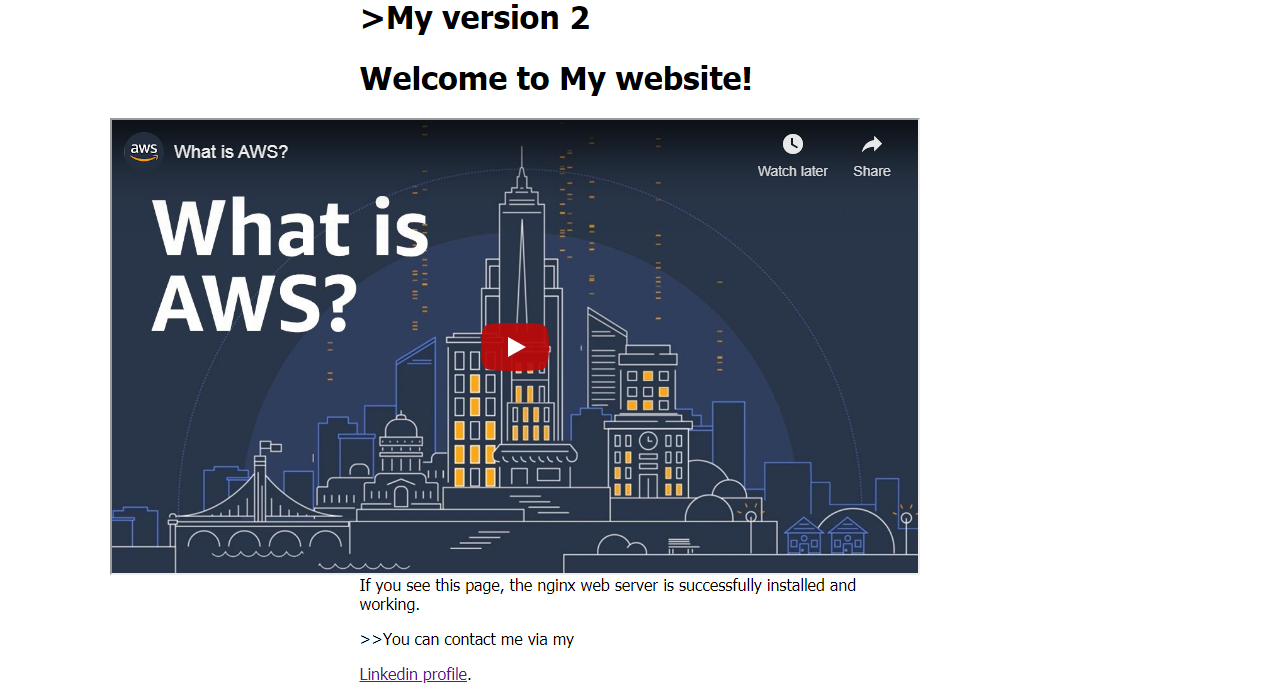 >My version 2
Welcome to My website!
aws
What is AWS?
Watch later
Share
What is
AWS?
If you see this page, the nginx web server is successfully installed and
working.
>>You can contact me via my
Linkedin profile.